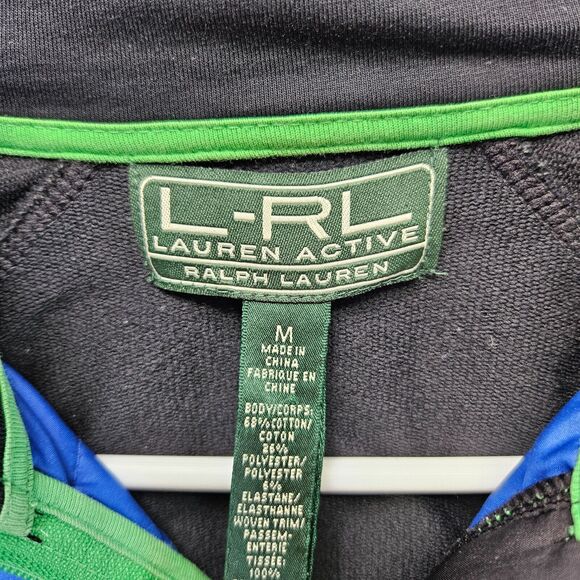 L-RL
LAUREN ACTIVE
RALPH LAUREN
M
MADE IN
CHINA
FABRIQUE EN
CHINE
BODY/CORPS:
68% COTTON/
COTON
26%
POLYESTER/
POLYESTER
6%
ELASTANE/
ELASTHANNE
WOVEN TRIM/
PASSEM-
ENTERIE
TISSÉE:
100%